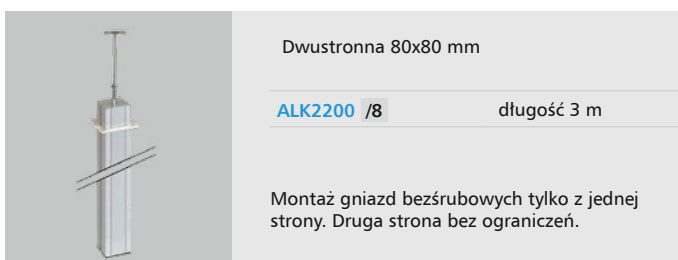 Dwustronna 80x80 mm
ALK2200 /8 długość 3 m
Montaż gniazd bezśrubowych tylko z jednej
strony. Druga strona bez ograniczeń.